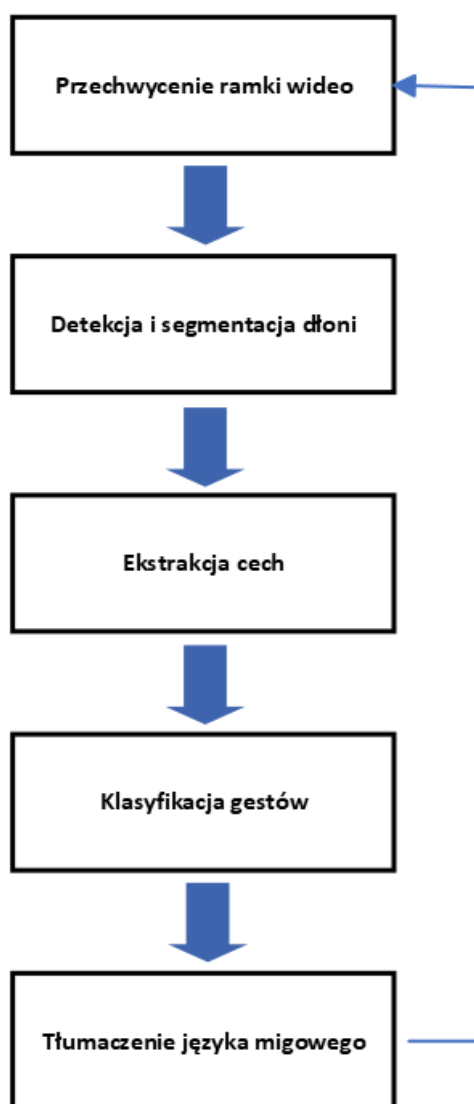 Przechwycenie ramki wideo
Detekcja i segmentacja dłoni
Ekstrakcja cech
Klasyfikacja gestów
Tłumaczenie języka migowego